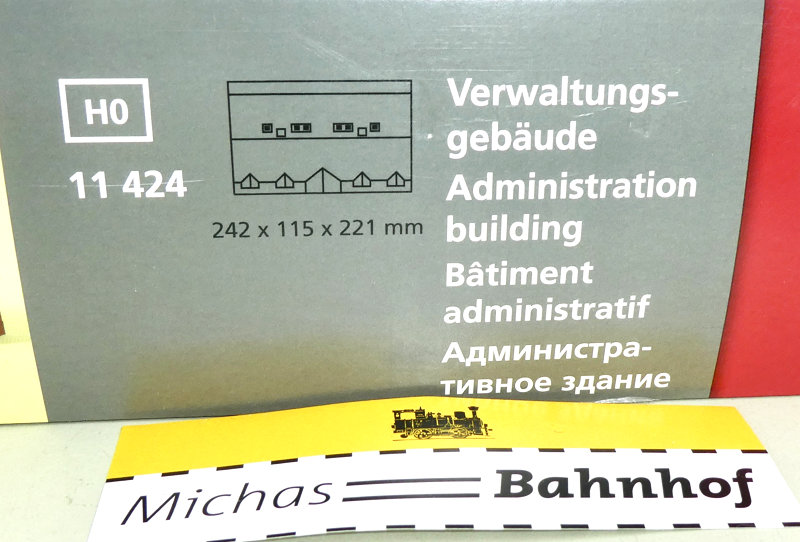 H0
11 424
242 x 115 x 221 mm
Verwaltungs-
gebäude
Administration
building
Bâtiment
administratif
Администра-
тивное здание
Michas Bahnhof